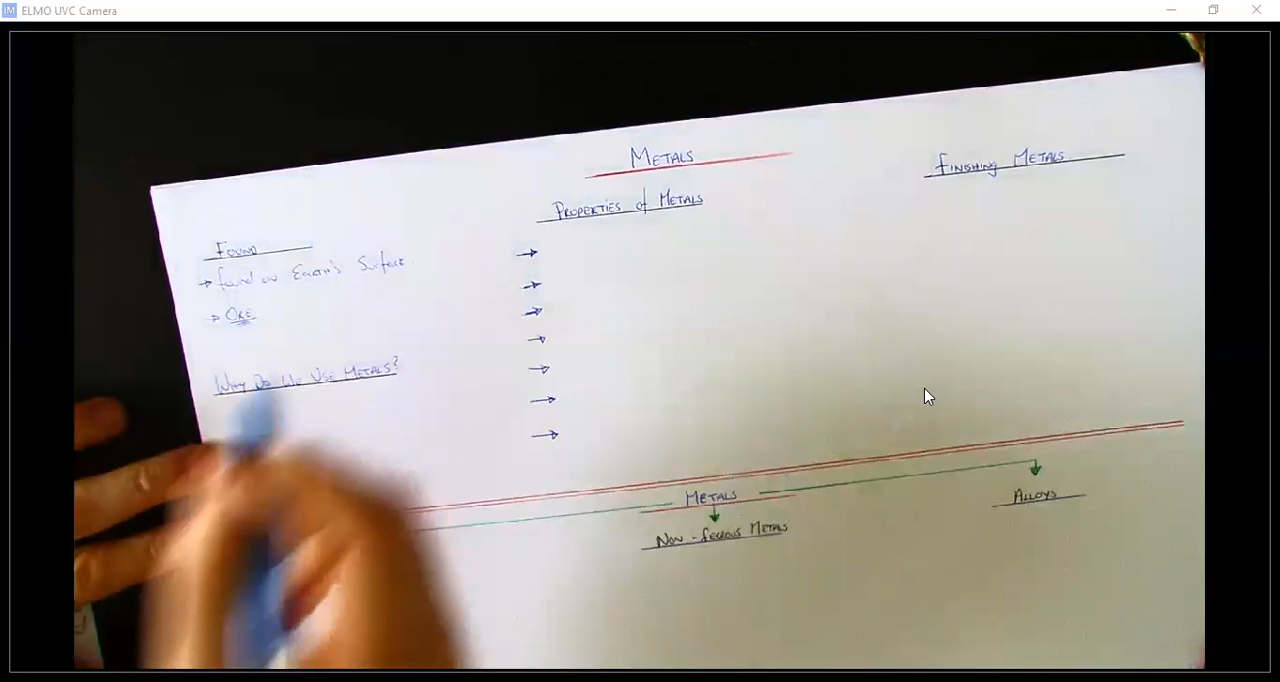 ELMO UVC Camera
METALS
FINISHING METALS
PROPERTIES of METALS
FOUND
→ found on EARTH'S SURFACE
→ ORE
WHY DO WE USE METALS?
METALS
ALLOYS
NON-FERROUS METALS